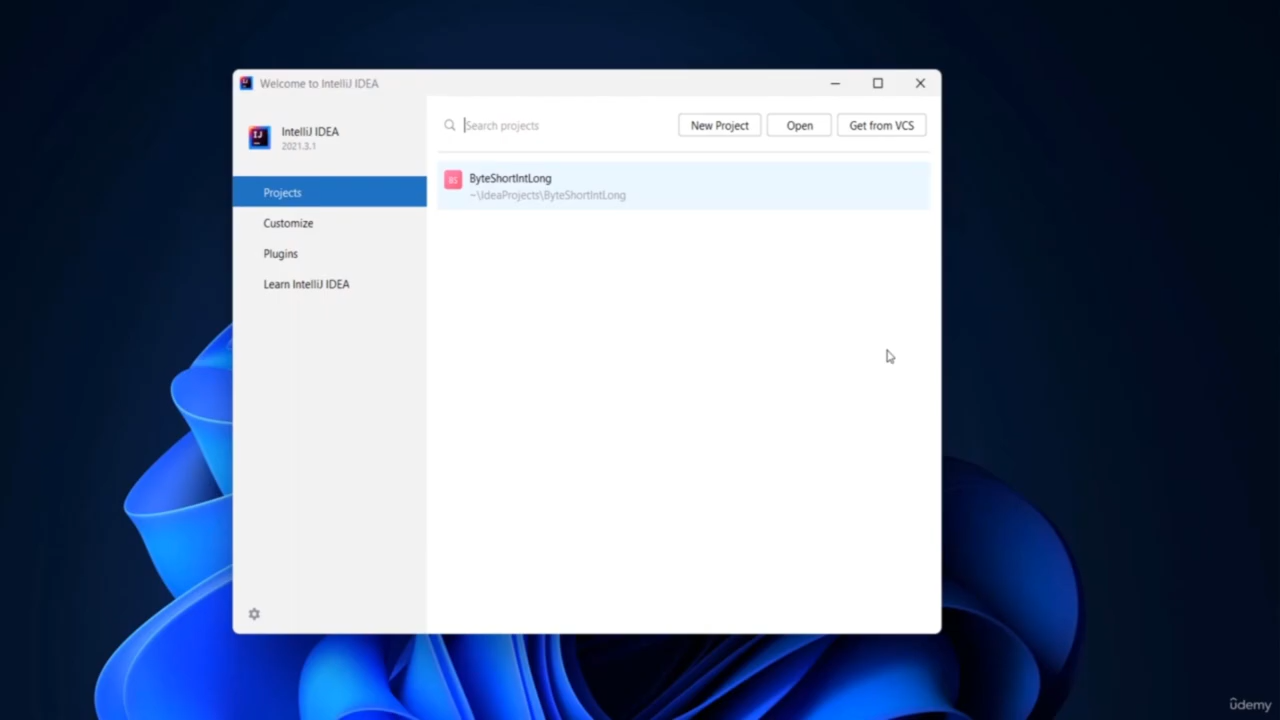 Welcome to IntelliJ IDEA
IntelliJ IDEA
2021.3.1
Projects
Customize
Plugins
Learn IntelliJ IDEA
Search projects
New Project
Open
Get from VCS
BS
ByteShortIntLong
~\IdeaProjects\ByteShortIntLong
IJ
ûdemy